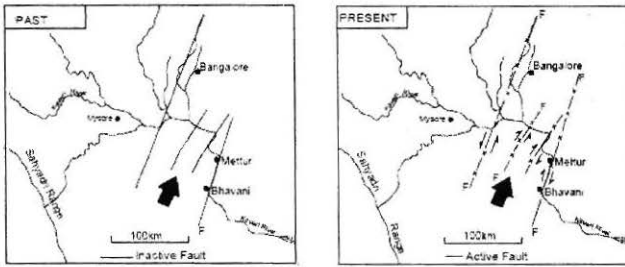 PAST
Bangalore
Mysore
Mettur
Bhavani
Sahyadri Range
F
100km
Inactive Fault
PRESENT
F
F
Bangalore
Mysore
Mettur
Bhavani
F
F
F
Sahyadri
Range
100km
Active Fault